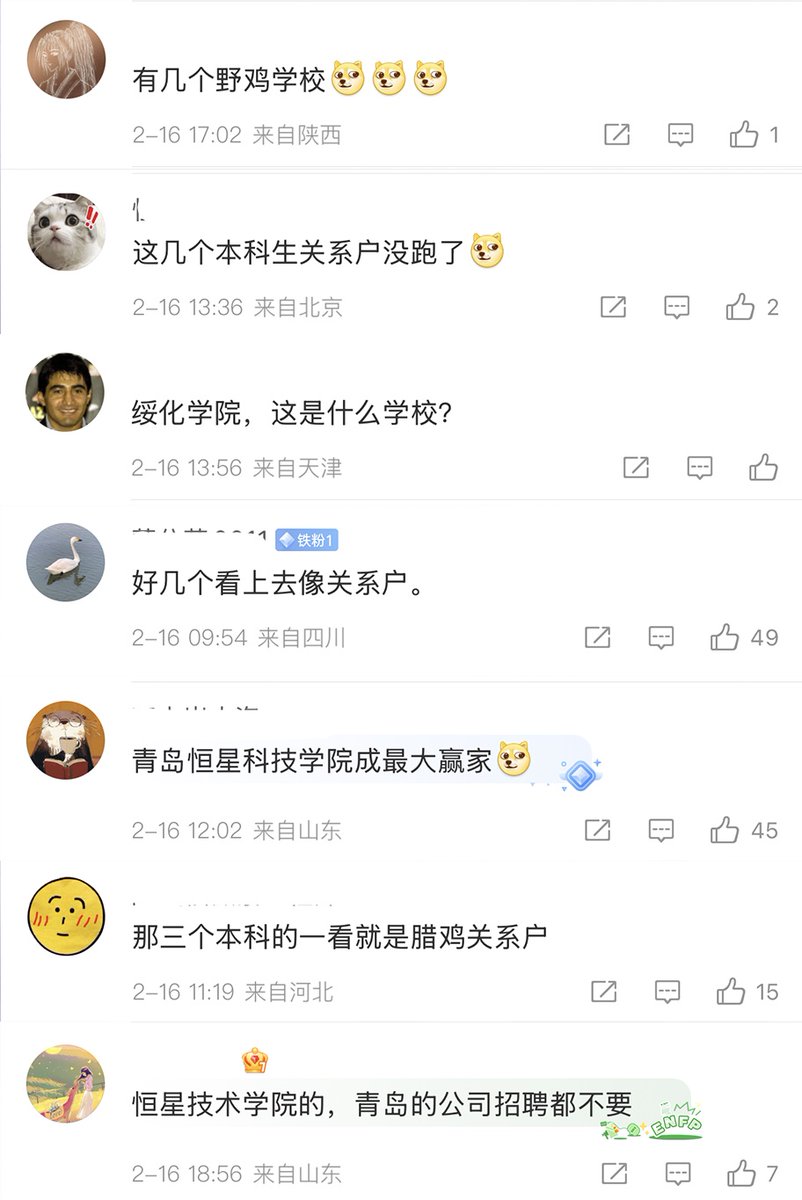 有几个野鸡学校
2-16 17:02 来自陕西
1
这几个本科生关系户没跑了
2-16 13:36 来自北京
2
绥化学院，这是什么学校?
2-16 13:56 来自天津
铁粉1
好几个看上去像关系户。
2-16 09:54 来自四川
49
青岛恒星科技学院成最大赢家
2-16 12:02 来自山东
45
那三个本科的一看就是腊鸡关系户
2-16 11:19 来自河北
15
恒星技术学院的，青岛的公司招聘都不要
ENFP
2-16 18:56 来自山东
7